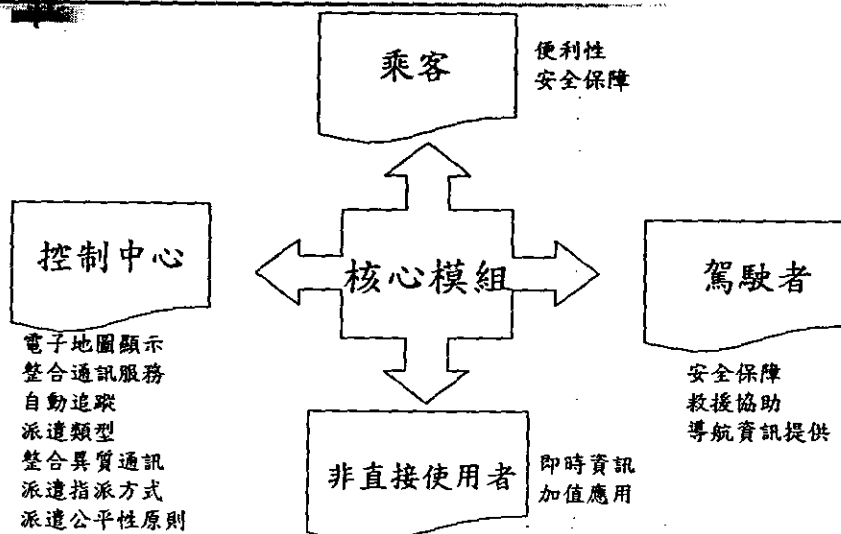 乘客
便利性
安全保障
控制中心
電子地圖顯示
整合通訊服務
自動追蹤
派遣類型
整合異質通訊
派遣指派方式
派遣公平性原則
核心模組
駕駛者
安全保障
救援協助
導航資訊提供
非直接使用者
即時資訊
加值應用